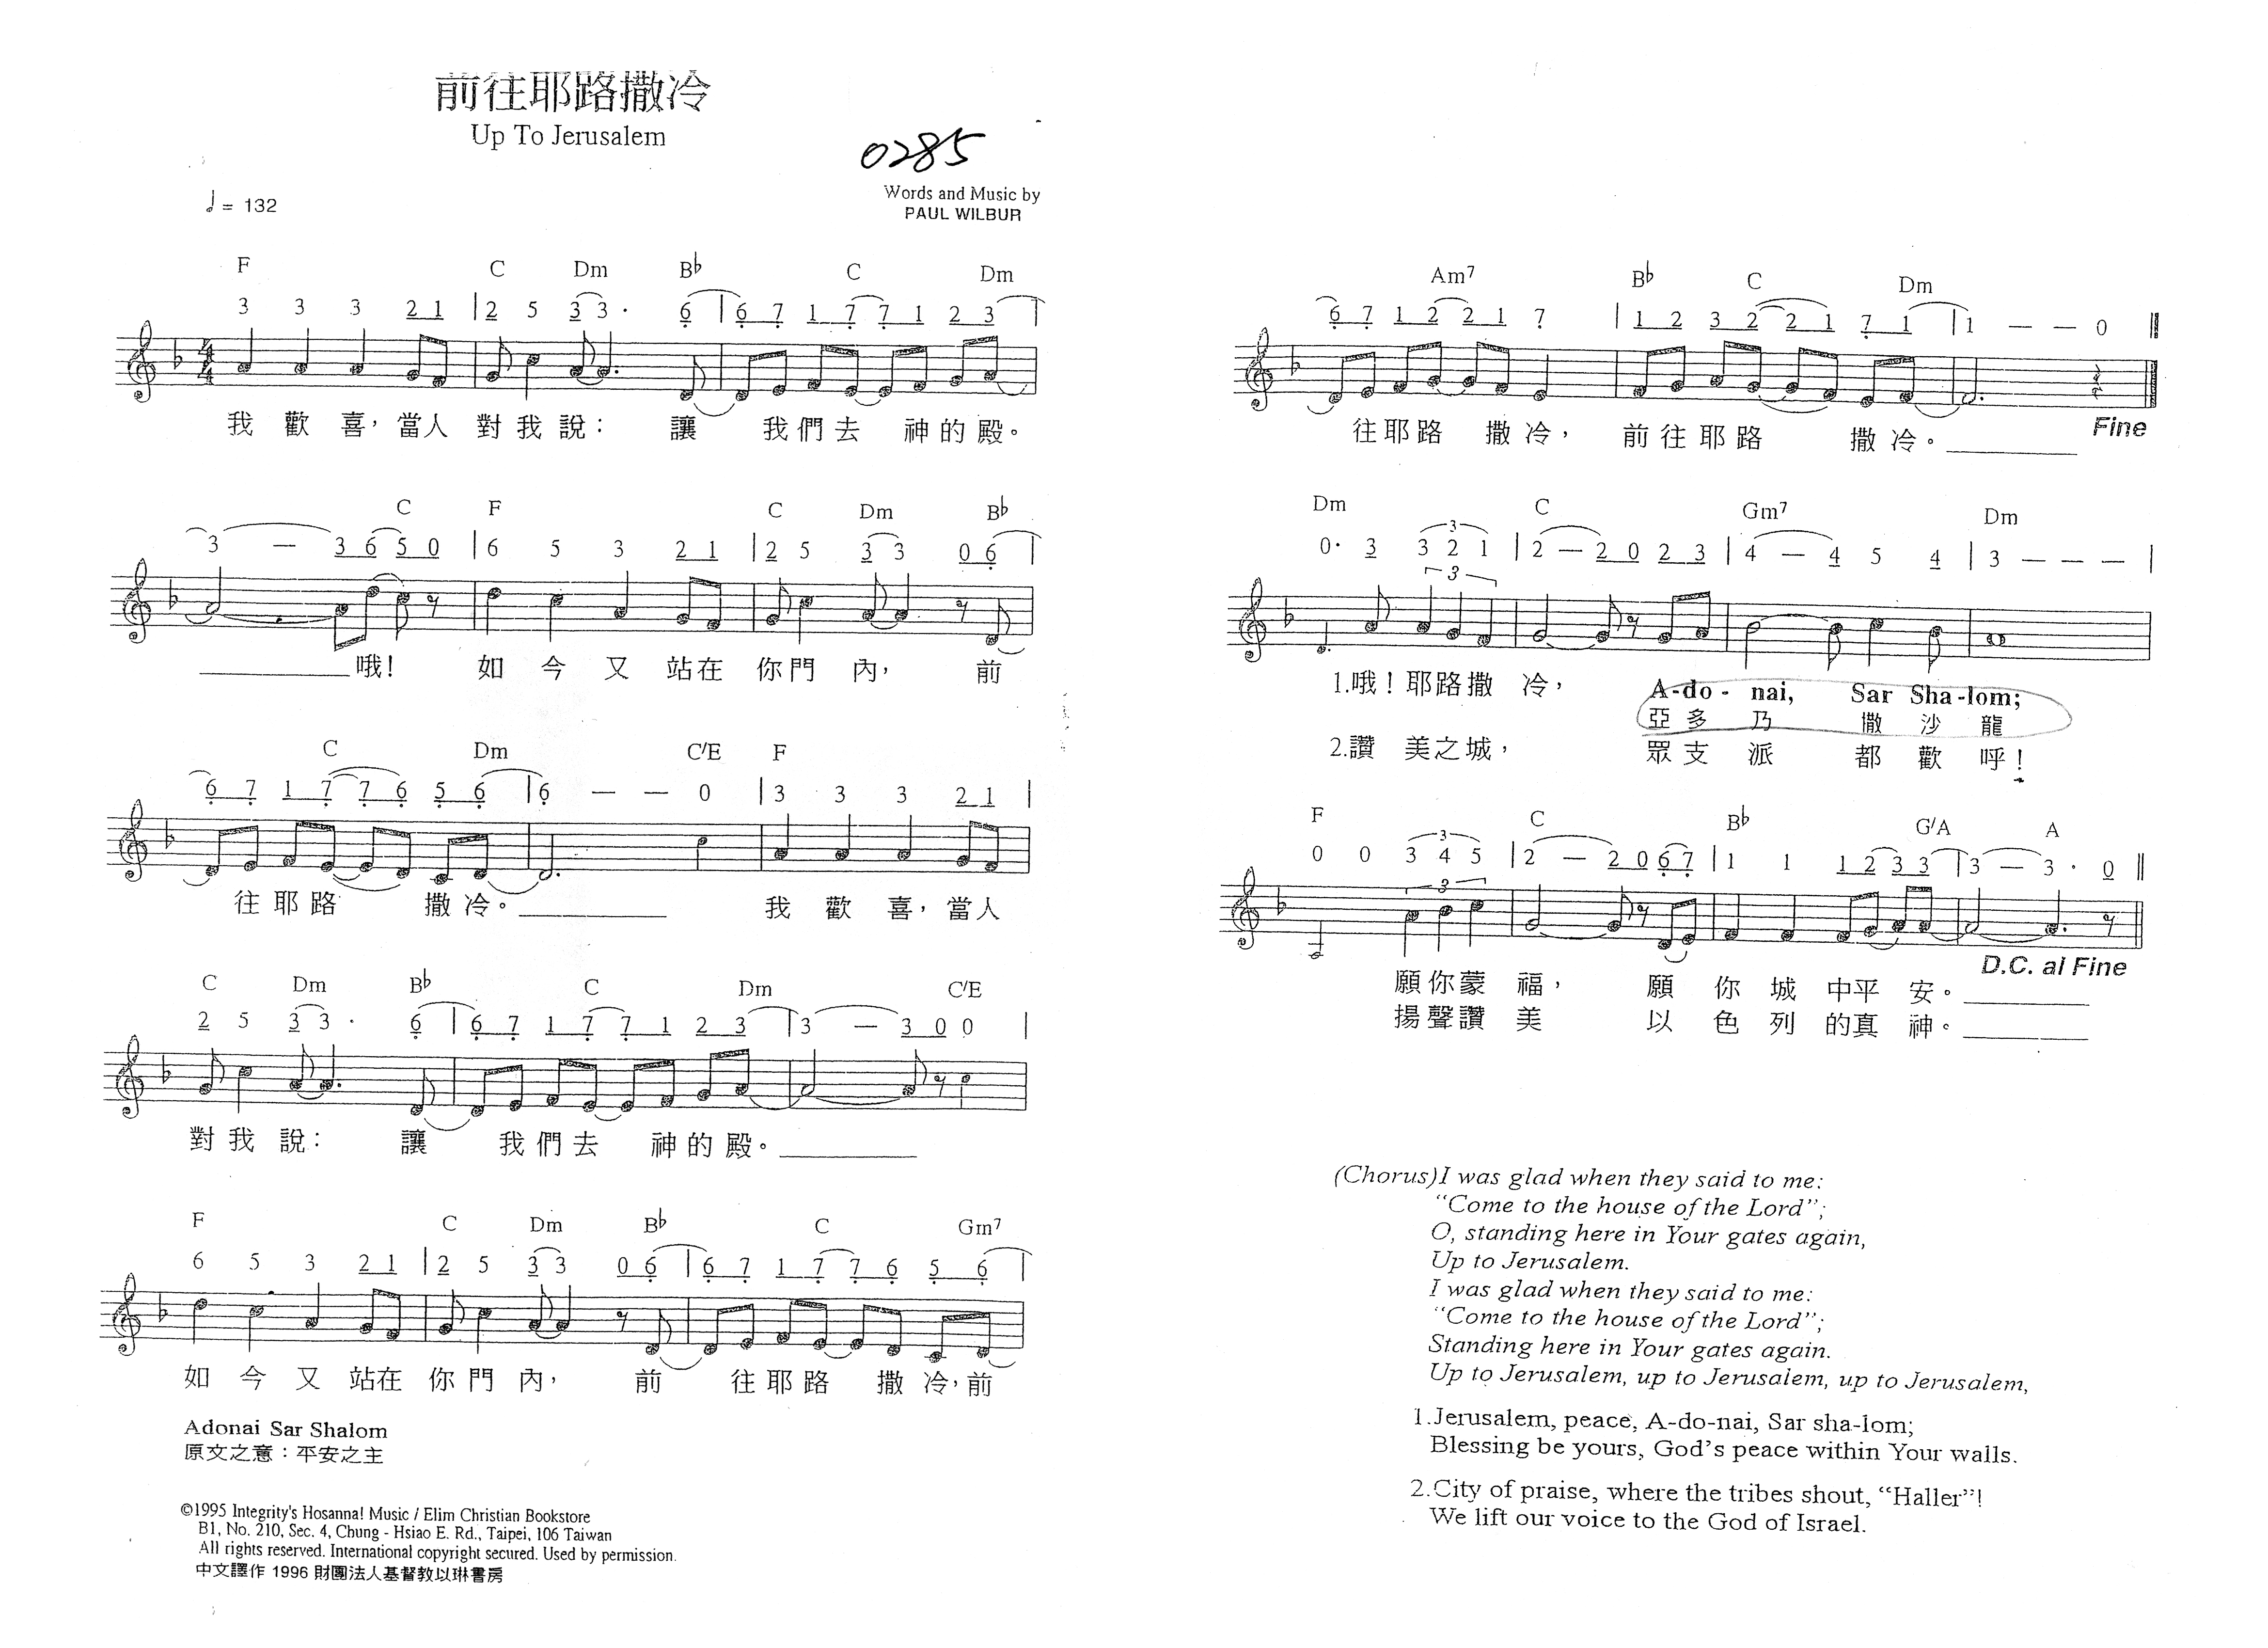 前往耶路撒冷
Up To Jerusalem
0285
♩= 132
Words and Music by
PAUL WILBUR
F C Dm B♭ C Dm
3 3 3 2 1 | 2 5 3 3 · 6 | 6 7 1 7 7 1 2 3 |
4 4
我 歡 喜, 當人 對 我 說: 讓 我 們 去 神 的 殿。
C F C Dm B♭
3 — 3 6 5 0 | 6 5 3 2 1 | 2 5 3 3 0 6 |
哦! 如 今 又 站在 你 門 內, 前
C Dm C/E F
6 7 1 7 7 6 5 6 | 6 — — 0 | 3 3 3 2 1 |
往 耶 路 撒 冷。 我 歡 喜, 當人
C Dm B♭ C Dm C/E
2 5 3 3 · 6 | 6 7 1 7 7 1 2 3 | 3 — 3 0 0 |
對 我 說: 讓 我 們 去 神 的 殿。
F C Dm B♭ C Gm7
6 5 3 2 1 | 2 5 3 3 0 6 | 6 7 1 7 7 6 5 6 |
如 今 又 站在 你 門 內, 前 往 耶 路 撒 冷, 前
Adonai Sar Shalom
原文之意：平安之主
©1995 Integrity's Hosanna! Music / Elim Christian Bookstore
B1, No. 210, Sec. 4, Chung - Hsiao E. Rd., Taipei, 106 Taiwan
All rights reserved. International copyright secured. Used by permission.
中文譯作 1996 財團法人基督教以琳書房
Am7 B♭ C Dm
6 7 1 2 2 1 7 | 1 2 3 2 2 1 7 1 | 1 — — 0 ‖
往 耶 路 撒 冷, 前 往 耶 路 撒 冷。
Fine
Dm C Gm7 Dm
0· 3 3 2 1 | 2 — 2 0 2 3 | 4 — 4 5 4 | 3 — — — |
3
3
1.哦! 耶路撒 冷, A-do - nai, Sar Sha-lom;
亞多 乃 撒 沙 龍
2.讚 美之城, 眾支 派 都 歡 呼!
F C B♭ G/A A
0 0 3 4 5 | 2 — 2 0 6 7 | 1 1 1 2 3 3 | 3 — 3 · 0 ‖
3
3
D.C. al Fine
願你蒙 福, 願 你 城 中平 安。
揚聲讚 美 以 色 列 的真 神。
(Chorus)I was glad when they said to me:
“Come to the house of the Lord”;
O, standing here in Your gates again,
Up to Jerusalem.
I was glad when they said to me:
“Come to the house of the Lord”;
Standing here in Your gates again.
Up to Jerusalem, up to Jerusalem, up to Jerusalem,
1.Jerusalem, peace, A-do-nai, Sar sha-lom;
Blessing be yours, God's peace within Your walls.
2.City of praise, where the tribes shout, “Haller”!
We lift our voice to the God of Israel.